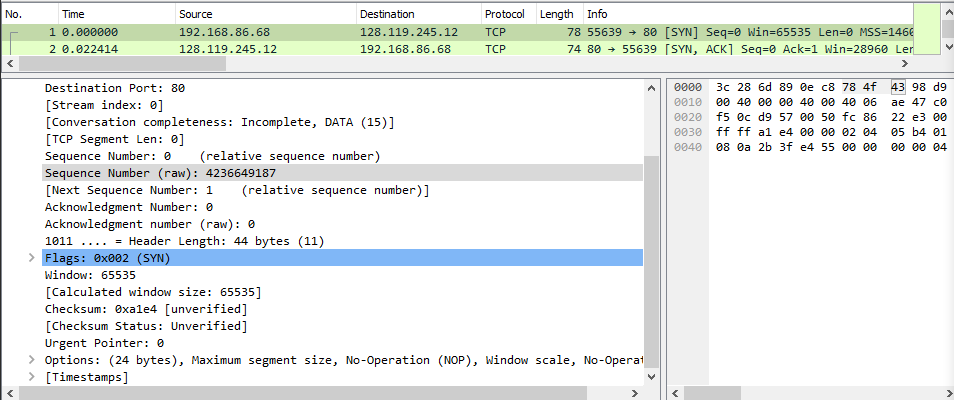 No. Time Source Destination Protocol Length Info
1 0.000000 192.168.86.68 128.119.245.12 TCP 78 55639 → 80 [SYN] Seq=0 Win=65535 Len=0 MSS=1460
2 0.022414 128.119.245.12 192.168.86.68 TCP 74 80 → 55639 [SYN, ACK] Seq=0 Ack=1 Win=28960 Len
Destination Port: 80
[Stream index: 0]
[Conversation completeness: Incomplete, DATA (15)]
[TCP Segment Len: 0]
Sequence Number: 0 (relative sequence number)
Sequence Number (raw): 4236649187
[Next Sequence Number: 1 (relative sequence number)]
Acknowledgment Number: 0
Acknowledgment number (raw): 0
1011 .... = Header Length: 44 bytes (11)
Flags: 0x002 (SYN)
Window: 65535
[Calculated window size: 65535]
Checksum: 0xa1e4 [unverified]
[Checksum Status: Unverified]
Urgent Pointer: 0
Options: (24 bytes), Maximum segment size, No-Operation (NOP), Window scale, No-Operat
[Timestamps]
0000 3c 28 6d 89 0e c8 78 4f 43 98 d9
0010 00 40 00 00 40 00 40 06 ae 47 c0
0020 f5 0c d9 57 00 50 fc 86 22 e3 00
0030 ff ff a1 e4 00 00 02 04 05 b4 01
0040 08 0a 2b 3f e4 55 00 00 00 00 04